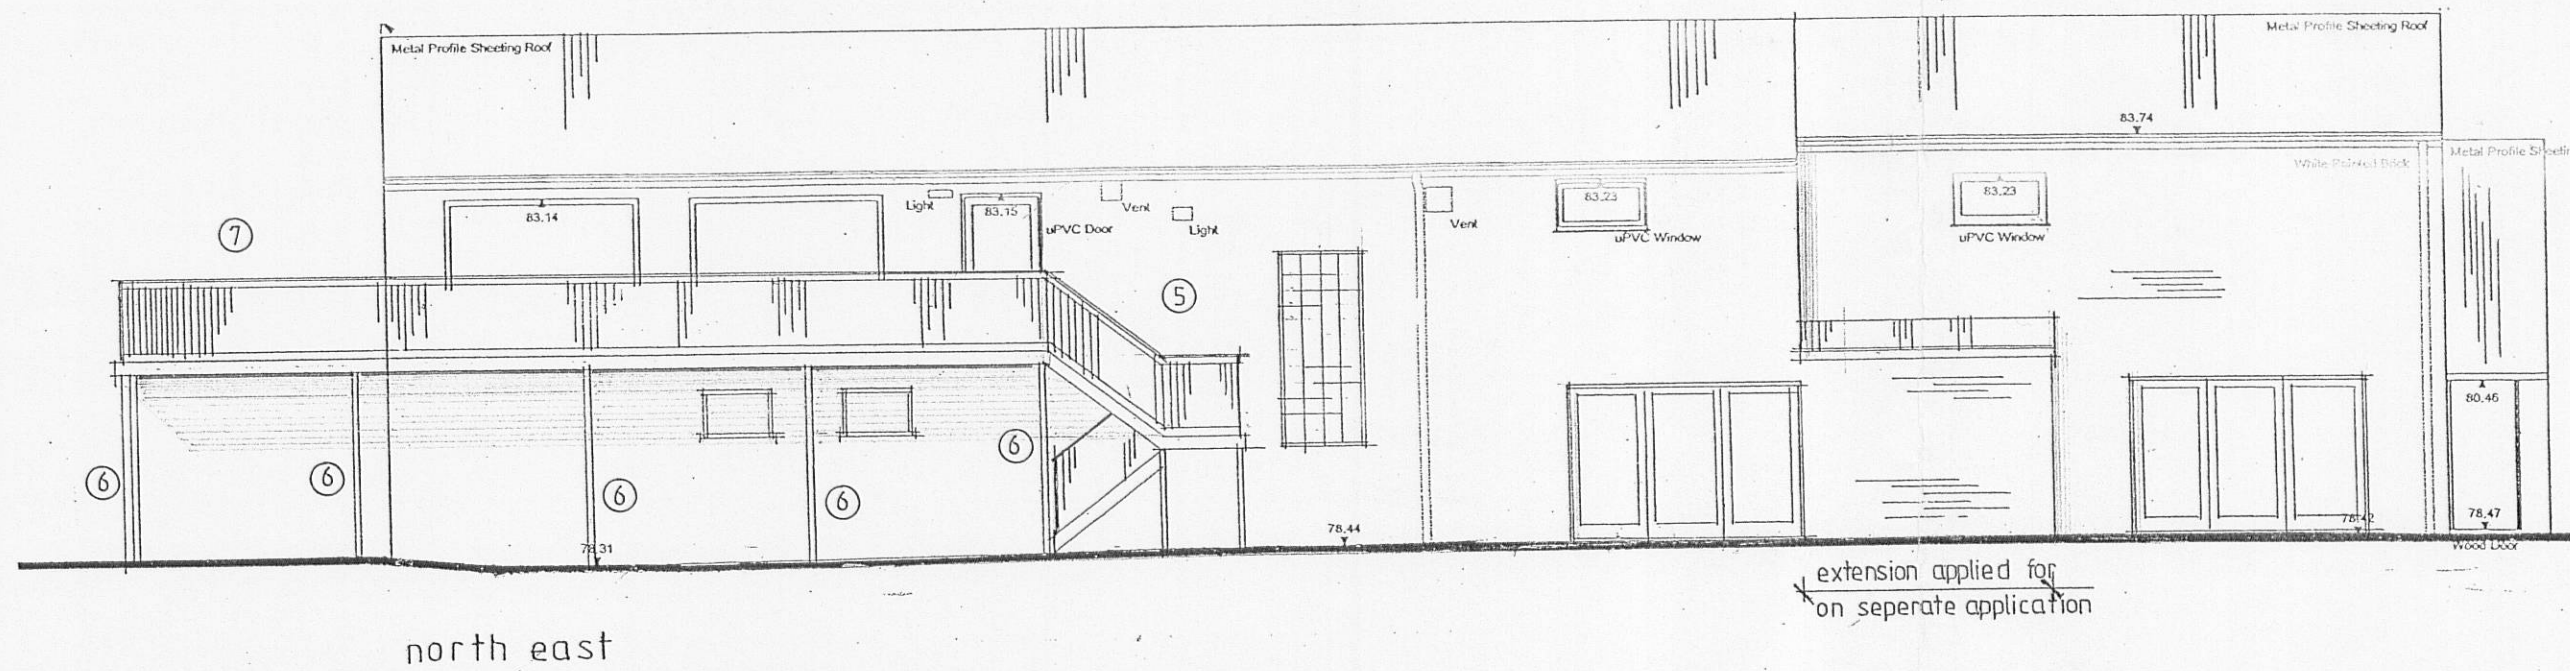 Metal Profile Sheeting Roof
Metal Profile Sheeting Roof
83.74
White Painted Brick
Metal Profile
83.14
Light
83.15
uPVC Door
Vent
Light
Vent
83.23
uPVC Window
83.23
uPVC Window
7
5
80.46
6
6
6
6
6
78.31
78.44
78.42
78.47
Wood Door
extension applied for
on seperate application
north east